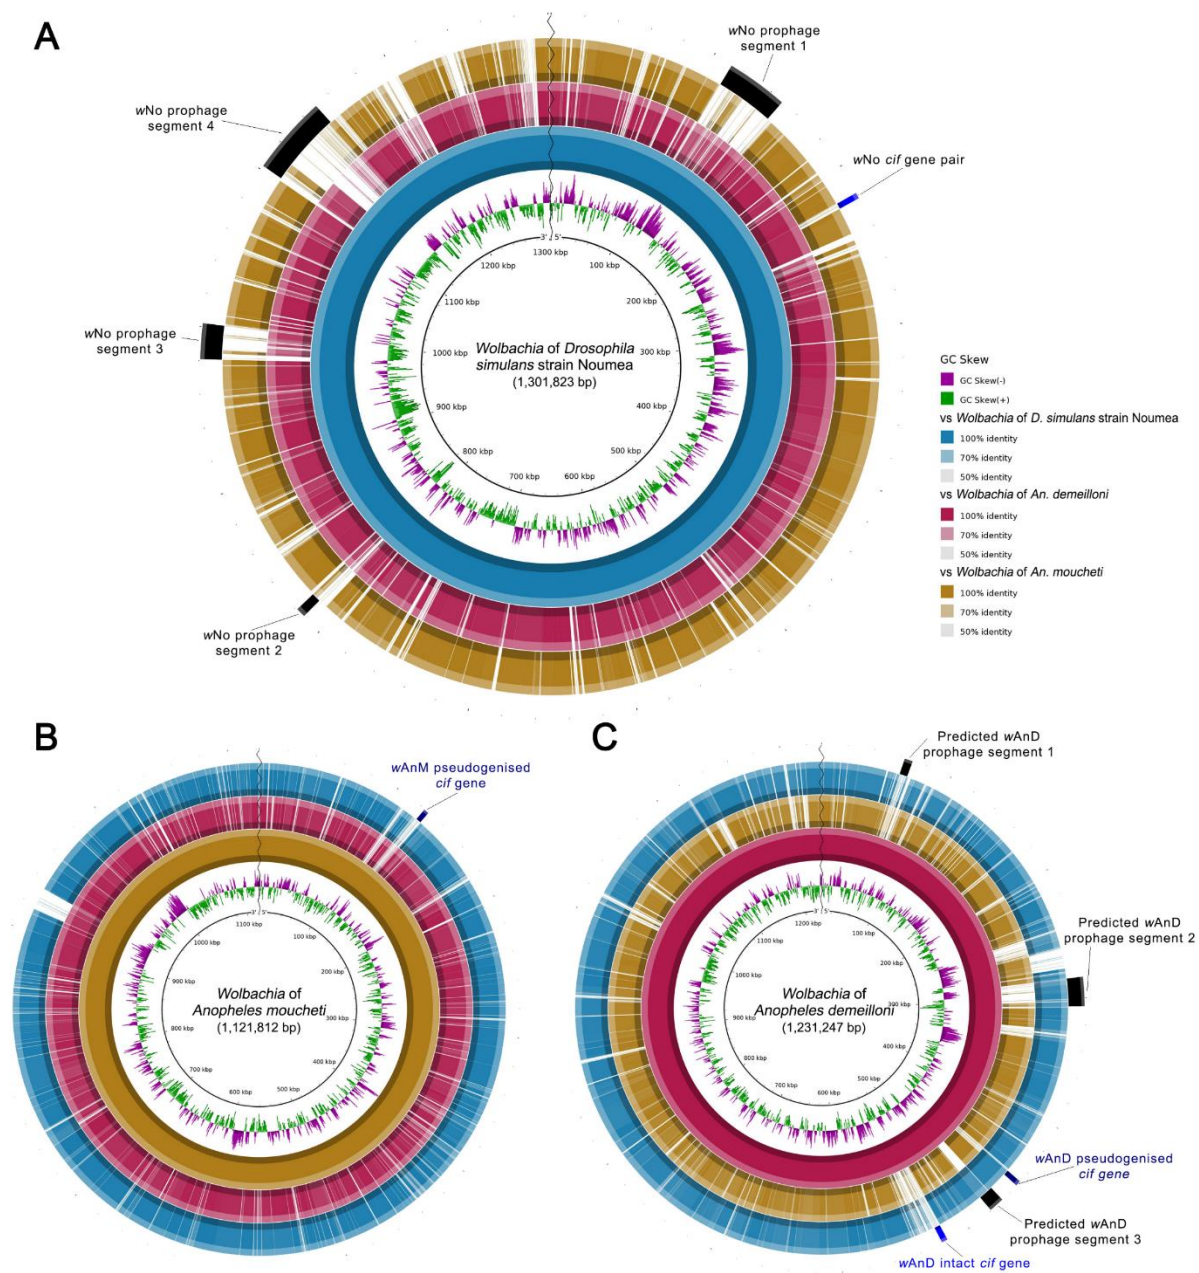 A
wNo prophage
segment 1
wNo prophage
segment 4
wNo cif gene pair
wNo prophage
segment 3
wNo prophage
segment 2
3' 5'
1300 kbp
100 kbp
200 kbp
300 kbp
400 kbp
500 kbp
600 kbp
700 kbp
800 kbp
900 kbp
1000 kbp
1100 kbp
1200 kbp
Wolbachia of Drosophila
simulans strain Noumea
(1,301,823 bp)
GC Skew
GC Skew(-)
GC Skew(+)
vs Wolbachia of D. simulans strain Noumea
100% identity
70% identity
50% identity
vs Wolbachia of An. demeilloni
100% identity
70% identity
50% identity
vs Wolbachia of An. moucheti
100% identity
70% identity
50% identity
B
wAnM pseudogenised
cif gene
3' 5'
1100 kbp
100 kbp
200 kbp
300 kbp
400 kbp
500 kbp
600 kbp
700 kbp
800 kbp
900 kbp
1000 kbp
Wolbachia of
Anopheles moucheti
(1,121,812 bp)
C
Predicted wAnD
prophage segment 1
Predicted wAnD
prophage segment 2
wAnD pseudogenised
cif gene
Predicted wAnD
prophage segment 3
wAnD intact cif gene
3' 5'
1200 kbp
100 kbp
200 kbp
300 kbp
400 kbp
500 kbp
600 kbp
700 kbp
800 kbp
900 kbp
1000 kbp
1100 kbp
Wolbachia of
Anopheles demeilloni
(1,231,247 bp)